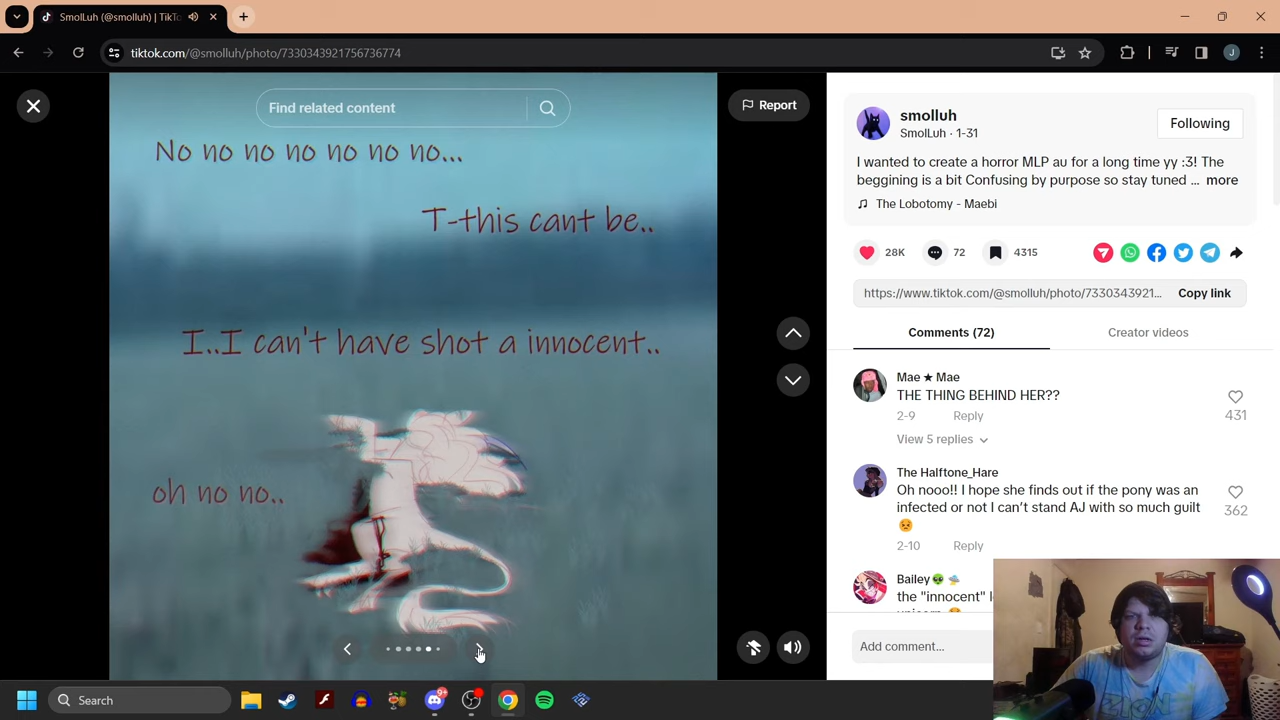 SmolLuh (@smolluh) | TikTo
tiktok.com/@smolluh/photo/7330343921756736774
J
Find related content
Report
No no no no no no no...
T-this cant be..
I..I can't have shot a innocent..
oh no no..
smolluh
SmolLuh · 1-31
Following
I wanted to create a horror MLP au for a long time yy :3! The
beggining is a bit Confusing by purpose so stay tuned ... more
The Lobotomy - Maebi
28K
72
4315
https://www.tiktok.com/@smolluh/photo/7330343921...
Copy link
Comments (72)
Creator videos
Mae ★ Mae
THE THING BEHIND HER??
2-9 Reply
431
View 5 replies
The Halftone_Hare
Oh nooo!! I hope she finds out if the pony was an
infected or not I can’t stand AJ with so much guilt
😣
362
2-10 Reply
Bailey👽🛸
the "innocent"
Add comment...
Search
9+